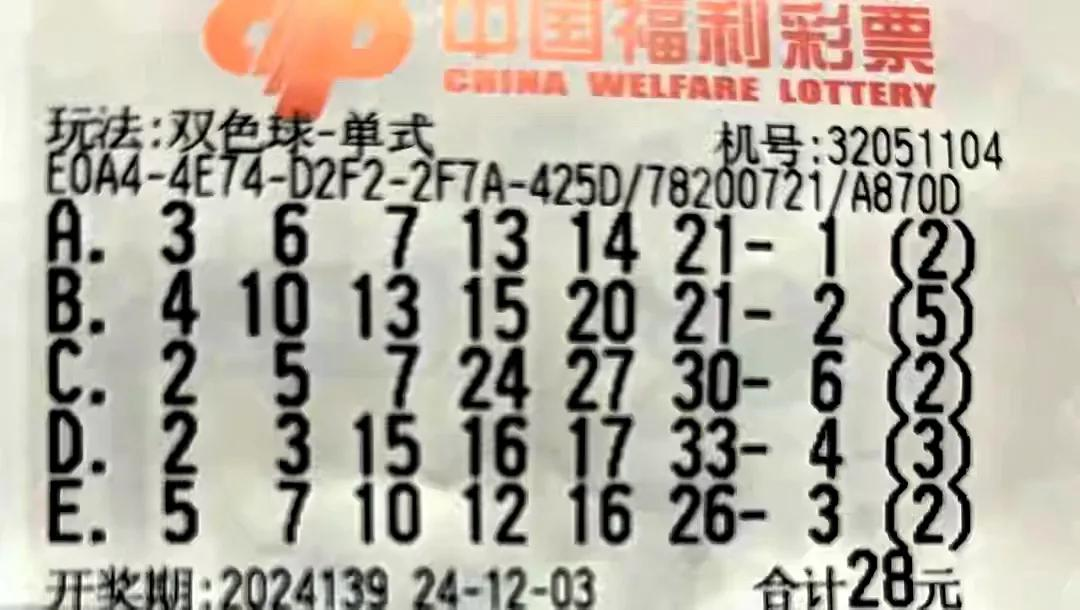 中国福利彩票
CHINA WELFARE LOTTERY
玩法:双色球-单式 机号:32051104
E0A4-4E74-D2F2-2F7A-425D/78200721/A870D
A. 3 6 7 13 14 21- 1 (2)
B. 4 10 13 15 20 21- 2 (5)
C. 2 5 7 24 27 30- 6 (2)
D. 2 3 15 16 17 33- 4 (3)
E. 5 7 10 12 16 26- 3 (2)
开奖期:2024139 24-12-03 合计28元